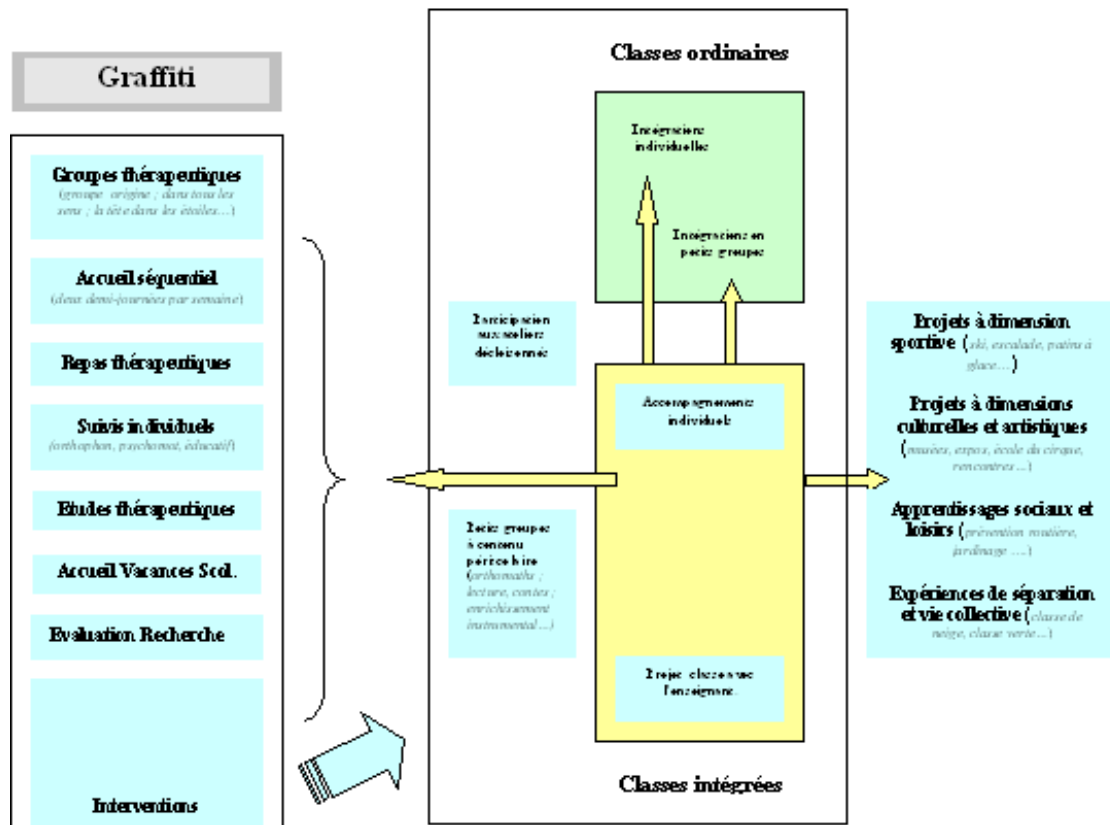 Graffiti
Groupes thérapeutiques
(groupe origine ; dans tous les
sens ; la tête dans les étoiles...)
Accueil séquentiel
(deux demi-journées par semaine)
Repas thérapeutiques
Suivis individuels
(orthophon, psychomot, éducatif)
Etudes thérapeutiques
Accueil Vacances Scol.
Evaluation Recherche
Interventions
Classes ordinaires
Intégrations
individuelles
Intégrations en
petits groupes
Participation
aux ateliers
décloisonnés
Accompagnements
individuels
Petits groupes
à contenu
périscolaire
(orthomaths ;
lecture, contes ;
enrichissement
instrumental...)
Projet classe avec
l'enseignant.
Classes intégrées
Projets à dimension
sportive (ski, escalade, patins à
glace...)
Projets à dimensions
culturelles et artistiques
(musées, expos, école du cirque,
rencontres...)
Apprentissages sociaux et
loisirs (prévention routière,
jardinage ....)
Expériences de séparation
et vie collective (classe de
neige, classe verte...)